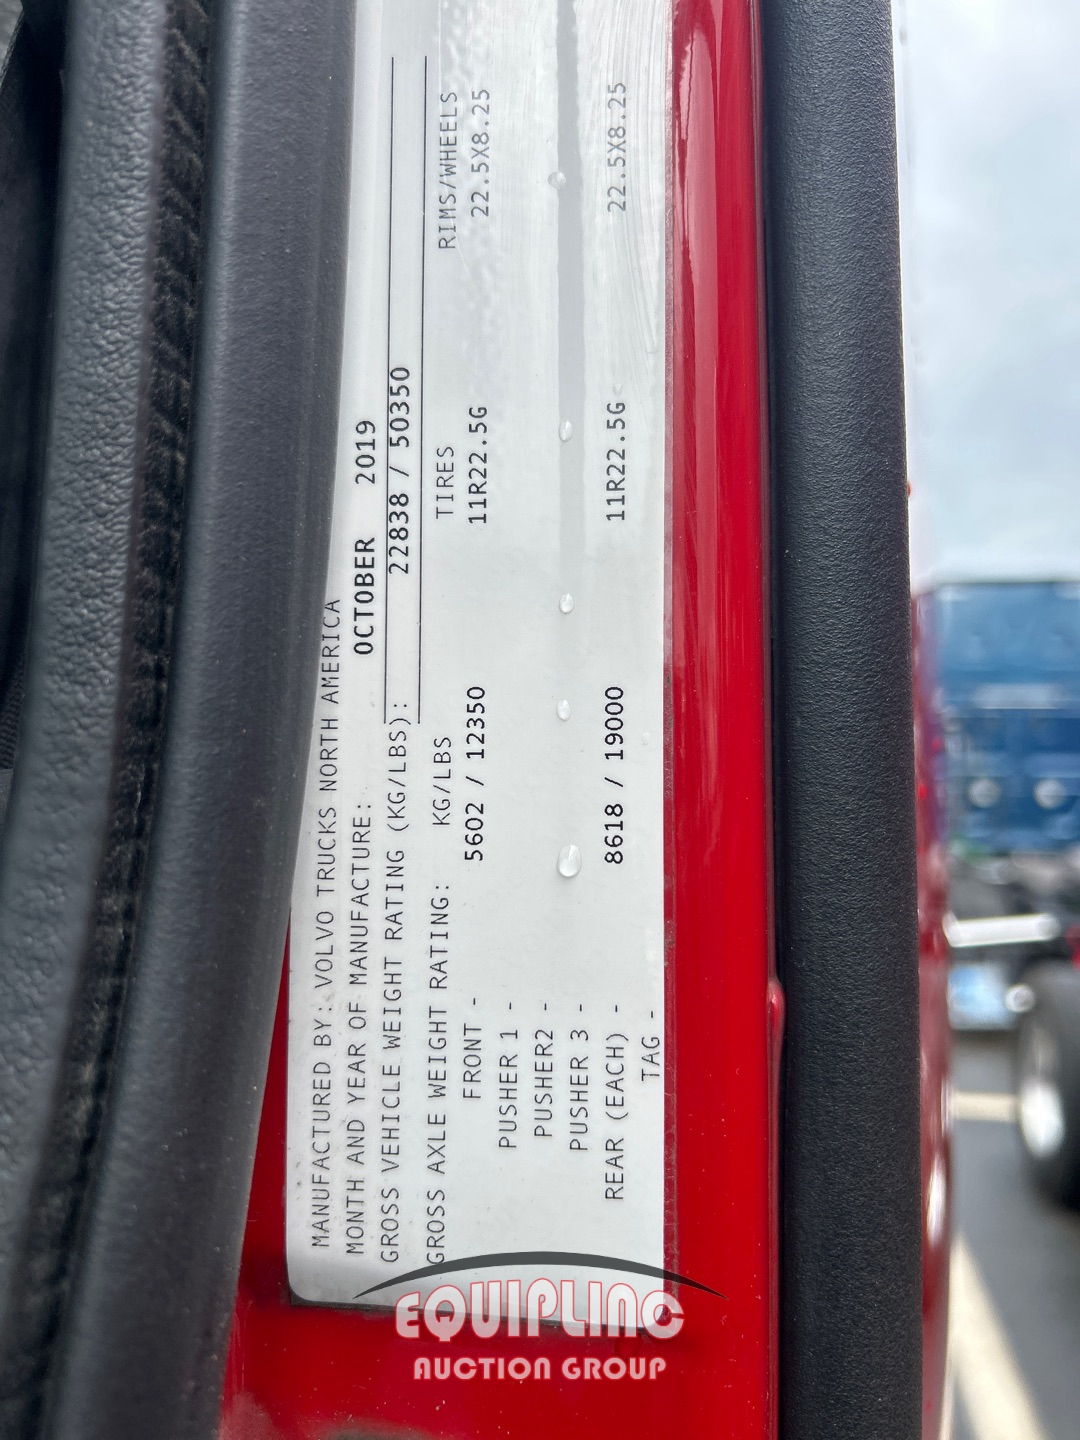 MANUFACTURED BY: VOLVO TRUCKS NORTH AMERICA
MONTH AND YEAR OF MANUFACTURE: OCTOBER 2019
GROSS VEHICLE WEIGHT RATING (KG/LBS): 22838 / 50350
GROSS AXLE WEIGHT RATING: KG/LBS TIRES RIMS/WHEELS
FRONT - 5602 / 12350 11R22.5G 22.5X8.25
PUSHER 1 -
PUSHER2 -
PUSHER 3 -
REAR (EACH) - 8618 / 19000 11R22.5G 22.5X8.25
TAG -
EQUIPLINC
AUCTION GROUP